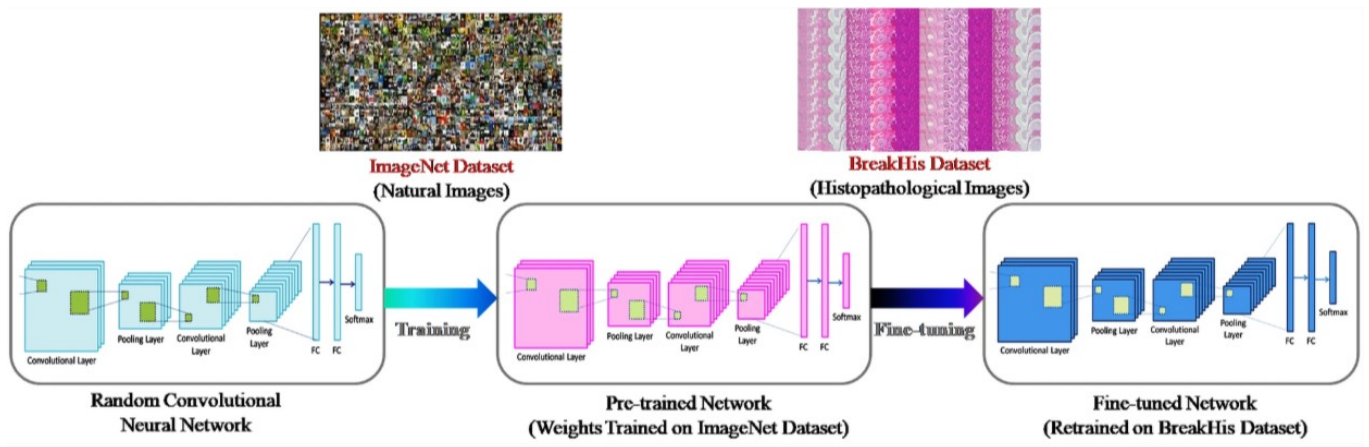 ImageNet Dataset
(Natural Images)
BreakHis Dataset
(Histopathological Images)
Convolutional Layer
Pooling Layer
Convolutional
Layer
Pooling
Layer
FC
FC
Softmax
Training
Convolutional Layer
Pooling Layer
Convolutional
Layer
Pooling
Layer
FC
FC
Softmax
Fine-tuning
Convolutional Layer
Pooling Layer
Convolutional
Layer
Pooling
Layer
FC
FC
Softmax
Random Convolutional
Neural Network
Pre-trained Network
(Weights Trained on ImageNet Dataset)
Fine-tuned Network
(Retrained on BreakHis Dataset)